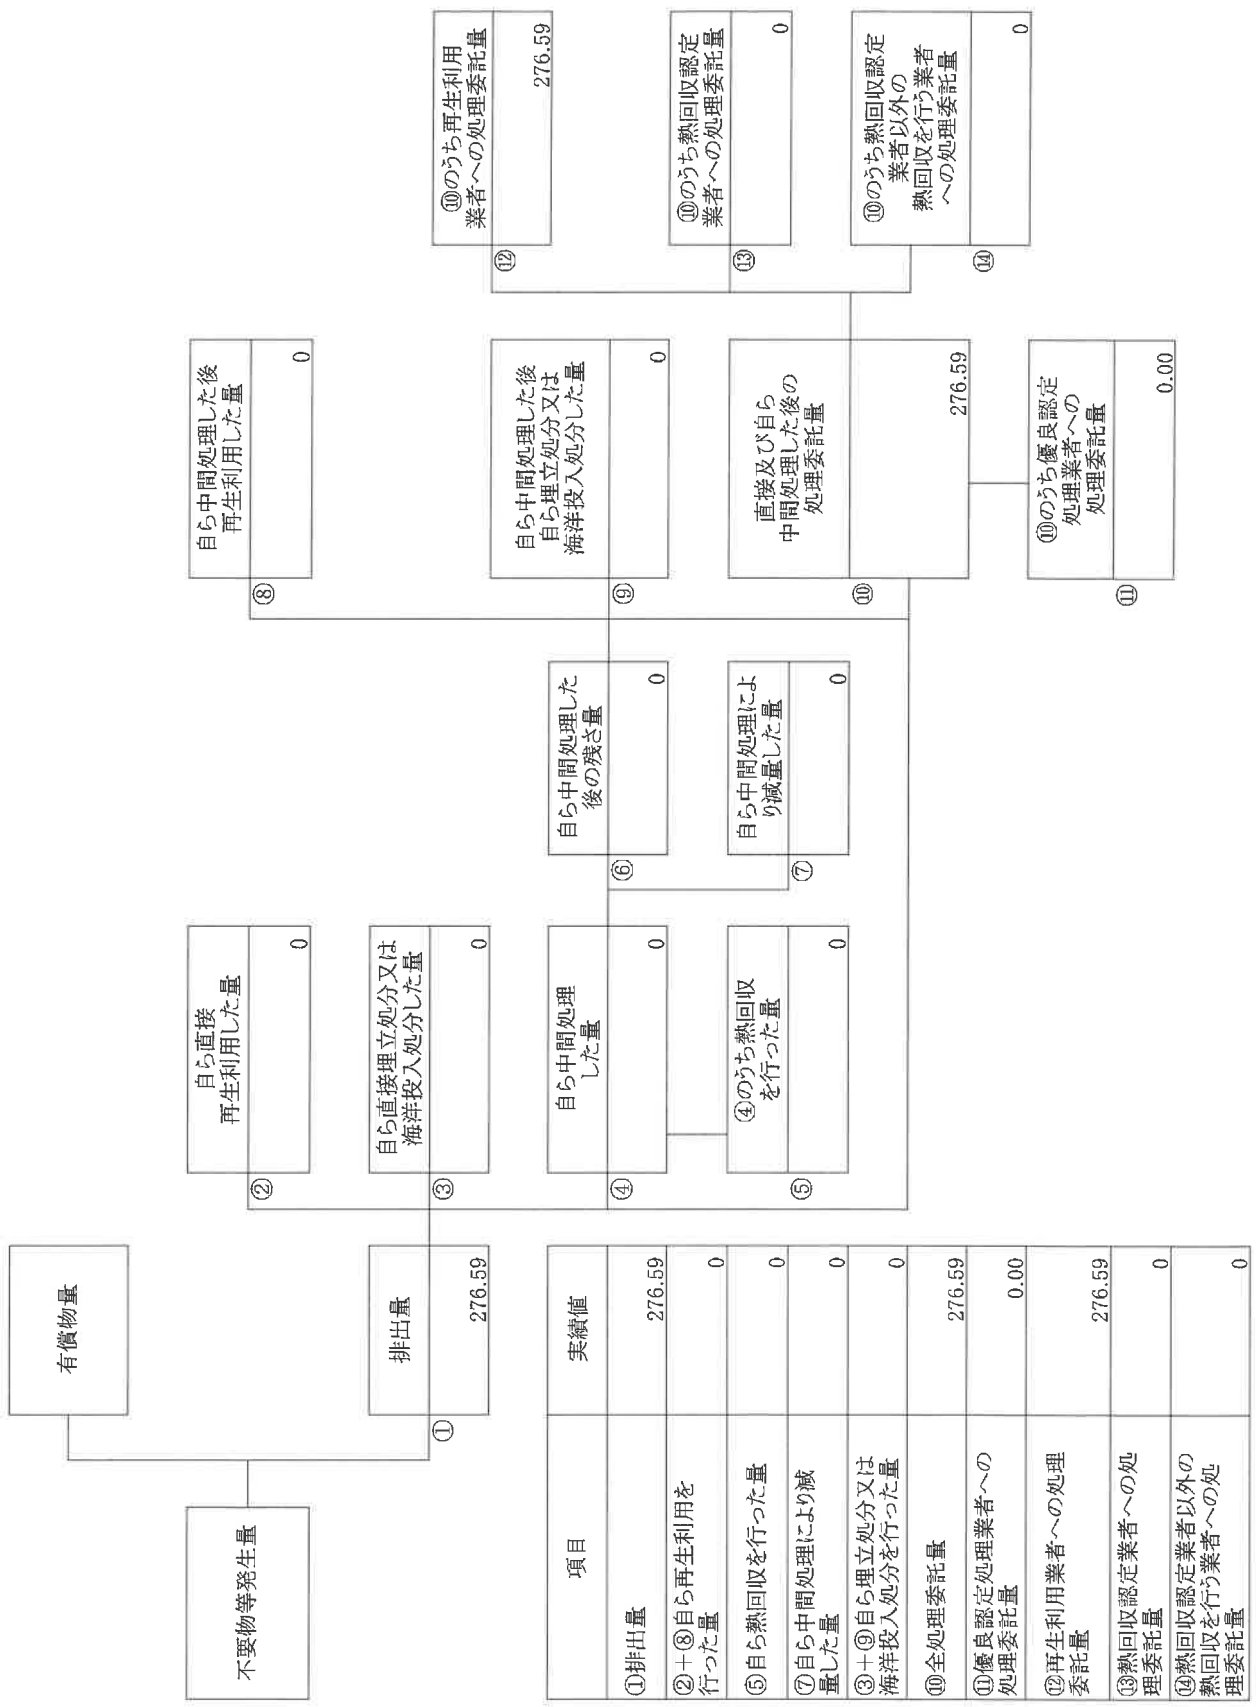 不要物等発生量
有償物量
排出量
①
276.59
②
自ら直接
再生利用した量
0
③
自ら直接埋立処分又は
海洋投入処分した量
0
④
自ら中間処理
した量
0
⑤
④のうち熱回収
を行った量
0
⑥
自ら中間処理した
後の残さ量
0
⑦
自ら中間処理によ
り減量した量
0
⑧
自ら中間処理した後
再生利用した量
0
⑨
自ら中間処理した後
自ら埋立処分又は
海洋投入処分した量
0
⑩
直接及び自ら
中間処理した後の
処理委託量
276.59
⑪
⑩のうち優良認定
処理業者への
処理委託量
0.00
⑫
⑩のうち再生利用
業者への処理委託量
276.59
⑬
⑩のうち熱回収認定
業者への処理委託量
0
⑭
⑩のうち熱回収認定
業者以外の
熱回収を行う業者
への処理委託量
0
項目
実績値
①排出量
276.59
②+⑧自ら再生利用を
行った量
0
⑤自ら熱回収を行った量
0
⑦自ら中間処理により減
量した量
0
③+⑨自ら埋立処分又は
海洋投入処分を行った量
0
⑩全処理委託量
276.59
⑪優良認定処理業者への
処理委託量
0.00
⑫再生利用業者への処理
委託量
276.59
⑬熱回収認定業者への処
理委託量
0
⑭熱回収認定業者以外の
熱回収を行う業者への処
理委託量
0